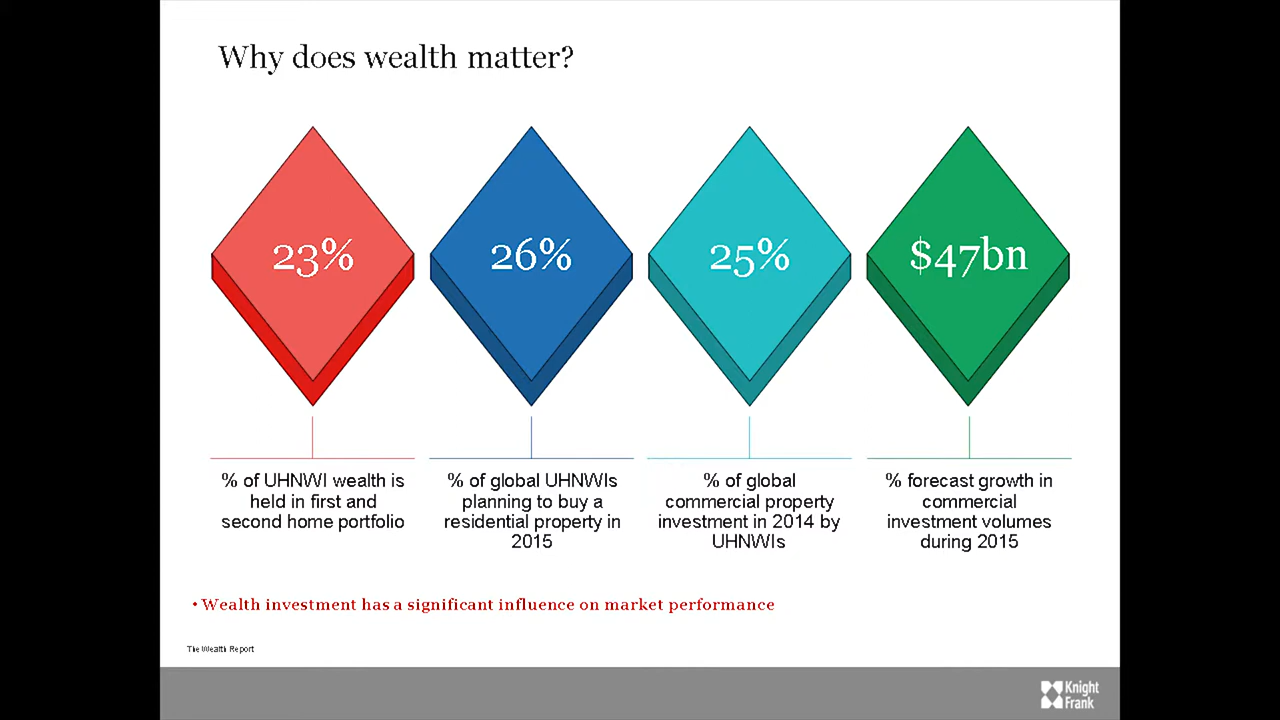 Why does wealth matter?
23%
26%
25%
$47bn
% of UHNWI wealth is
held in first and
second home portfolio
% of global UHNWIs
planning to buy a
residential property in
2015
% of global
commercial property
investment in 2014 by
UHNWIs
% forecast growth in
commercial
investment volumes
during 2015
• Wealth investment has a significant influence on market performance
The Wealth Report
Knight
Frank